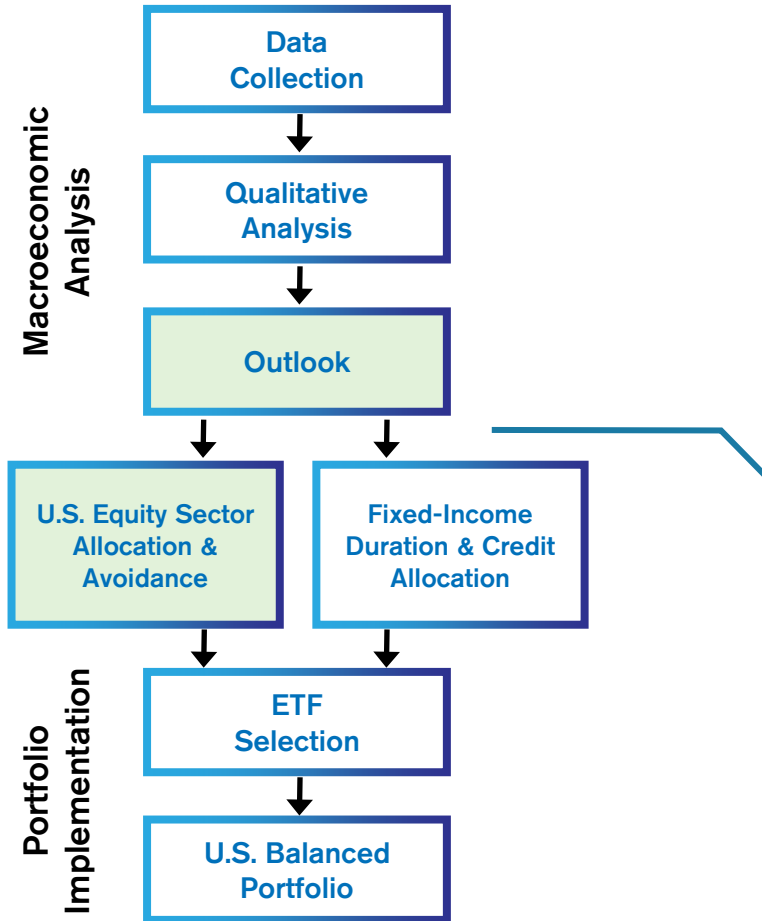 Macroeconomic
Analysis
Data
Collection
Qualitative
Analysis
Outlook
U.S. Equity Sector
Allocation &
Avoidance
Fixed-Income
Duration & Credit
Allocation
Portfolio
Implementation
ETF
Selection
U.S. Balanced
Portfolio